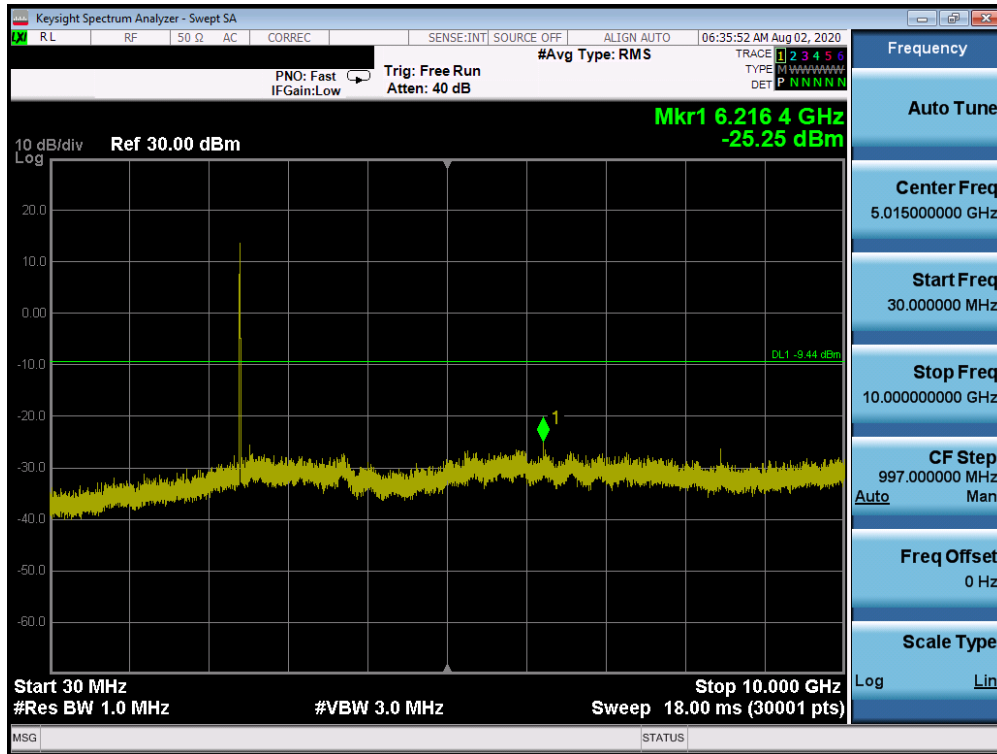 Keysight Spectrum Analyzer - Swept SA
LXI RL RF 50 Ω AC CORREC SENSE:INT SOURCE OFF ALIGN AUTO 06:35:52 AM Aug 02, 2020
#Avg Type: RMS
PNO: Fast
IFGain:Low
Trig: Free Run
Atten: 40 dB
TRACE 1 2 3 4 5 6
TYPE M WWWWW
DET P N N N N N
Mkr1 6.216 4 GHz
-25.25 dBm
10 dB/div Ref 30.00 dBm
Log
20.0
10.0
0.00
DL1 -9.44 dBm
-10.0
-20.0
1
-30.0
-40.0
-50.0
-60.0
Start 30 MHz Stop 10.000 GHz
#Res BW 1.0 MHz #VBW 3.0 MHz Sweep 18.00 ms (30001 pts)
MSG STATUS
Frequency
Auto Tune
Center Freq
5.015000000 GHz
Start Freq
30.000000 MHz
Stop Freq
10.000000000 GHz
CF Step
997.000000 MHz
Auto Man
Freq Offset
0 Hz
Scale Type
Log Lin